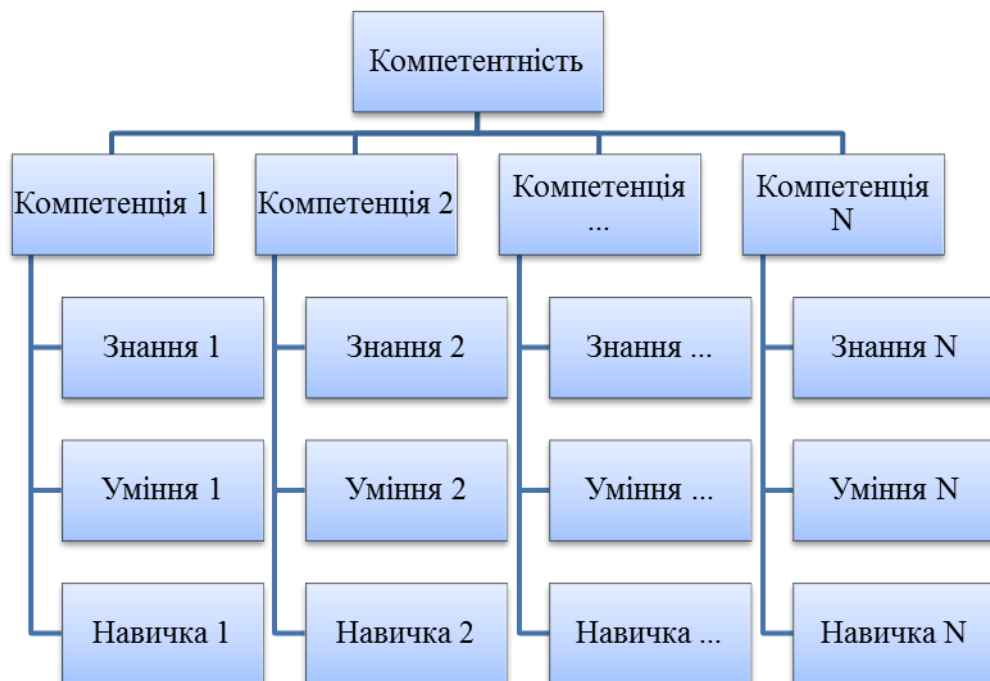 Компетентність
Компетенція 1
Компетенція 2
Компетенція
...
Компетенція
N
Знання 1
Знання 2
Знання ...
Знання N
Уміння 1
Уміння 2
Уміння ...
Уміння N
Навичка 1
Навичка 2
Навичка ...
Навичка N